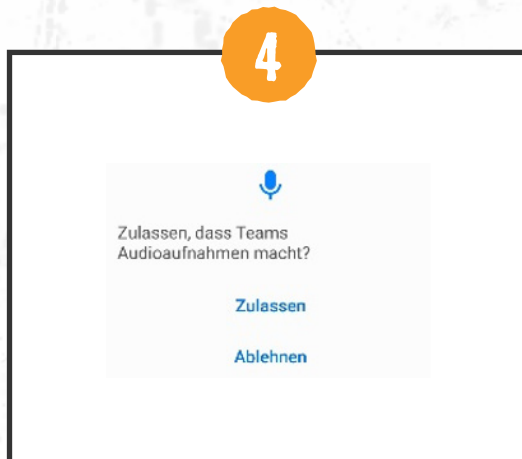 4
Zulassen, dass Teams
Audioaufnahmen macht?
Zulassen
Ablehnen